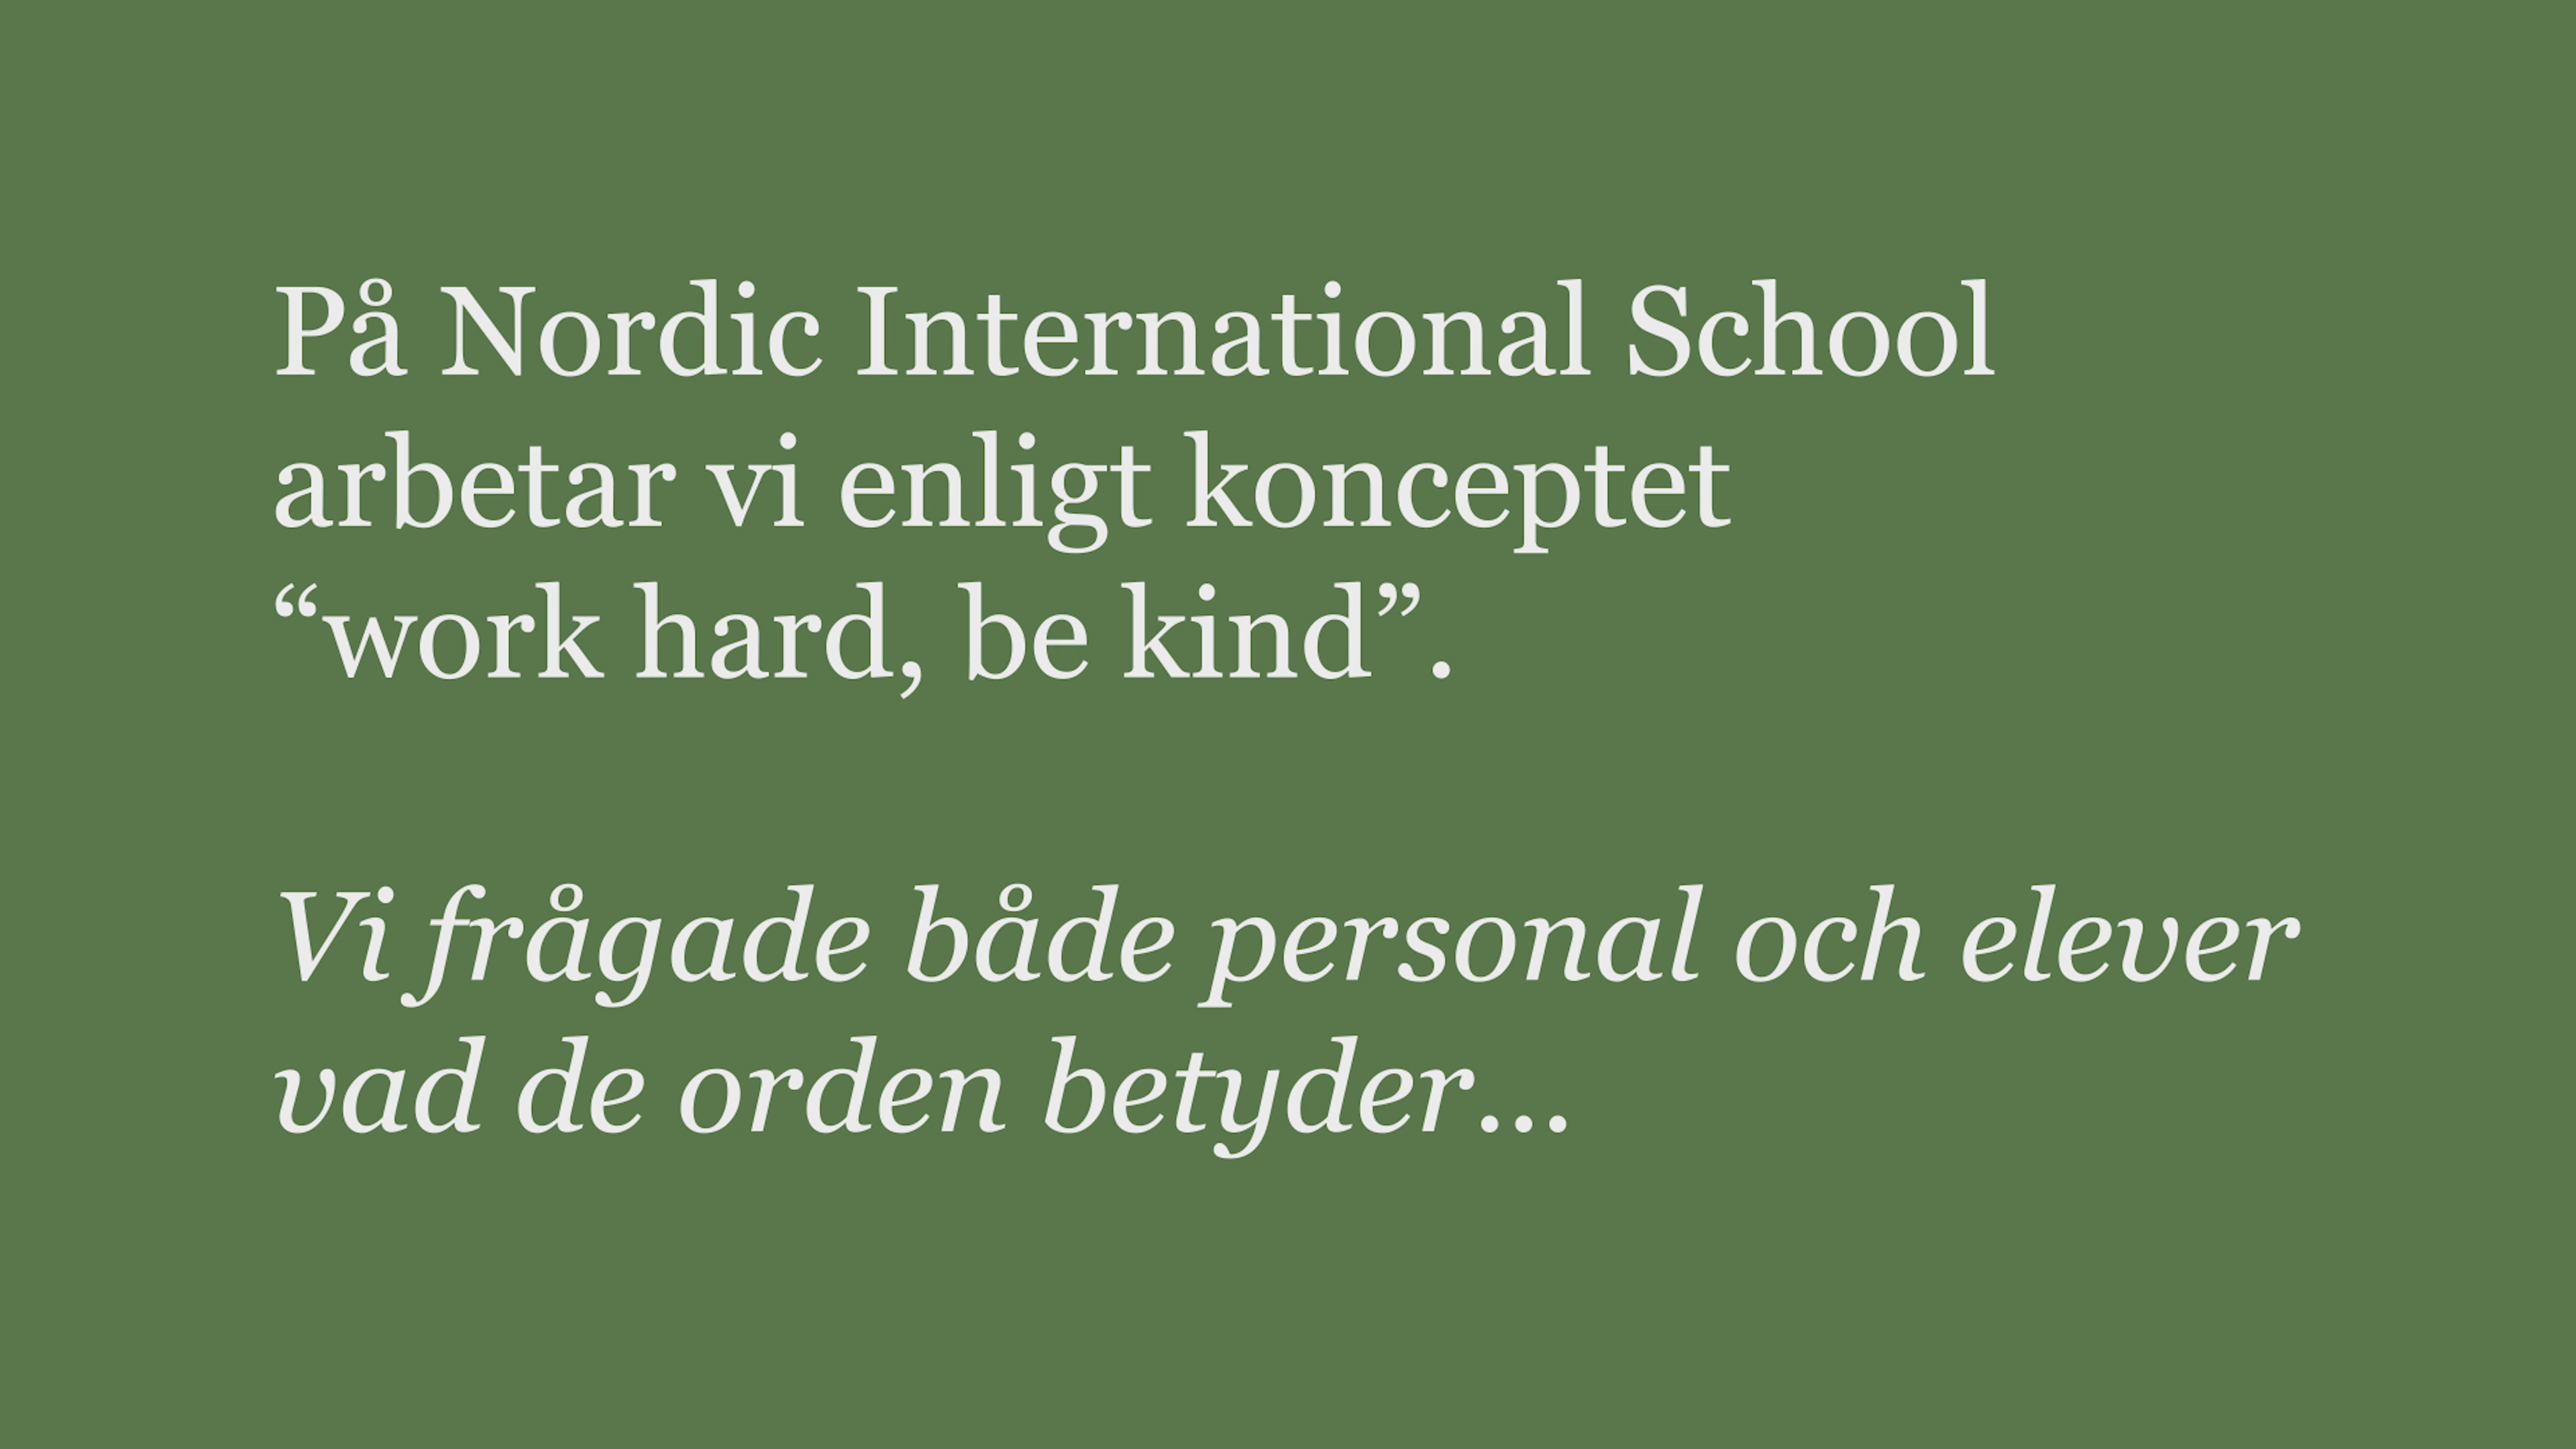 På Nordic International School
arbetar vi enligt konceptet
“work hard, be kind”.
Vi frågade både personal och elever
vad de orden betyder...